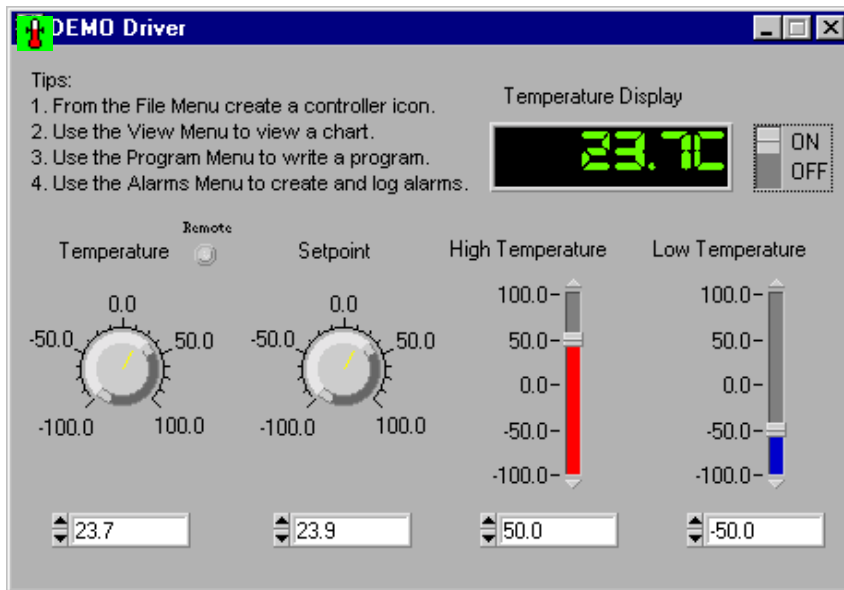 DEMO Driver
Tips:
1. From the File Menu create a controller icon.
2. Use the View Menu to view a chart.
3. Use the Program Menu to write a program.
4. Use the Alarms Menu to create and log alarms.
Temperature Display
23.7C
ON
OFF
Temperature
Remote
Setpoint
High Temperature
Low Temperature
0.0
-50.0
50.0
-100.0
100.0
0.0
-50.0
50.0
-100.0
100.0
100.0
50.0
0.0
-50.0
-100.0
100.0
50.0
0.0
-50.0
-100.0
23.7
23.9
50.0
-50.0